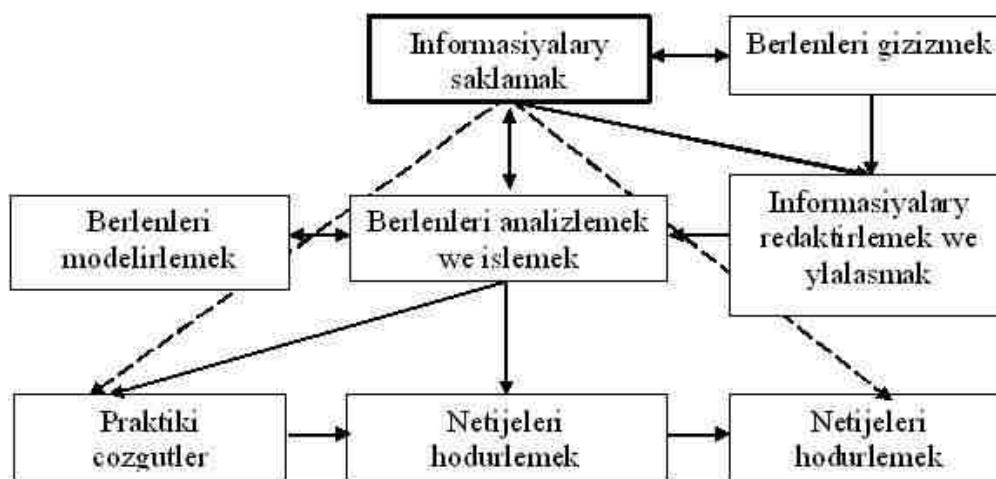 Informasiyalary
saklamak
Berlenleri gizizmek
Berlenleri
modelirlemek
Berlenleri analizlemek
we islemek
Informasiyalary
redaktirlemek we
ylalasmak
Praktiki
cozgutler
Netijeleri
hodurlemek
Netijeleri
hodurlemek